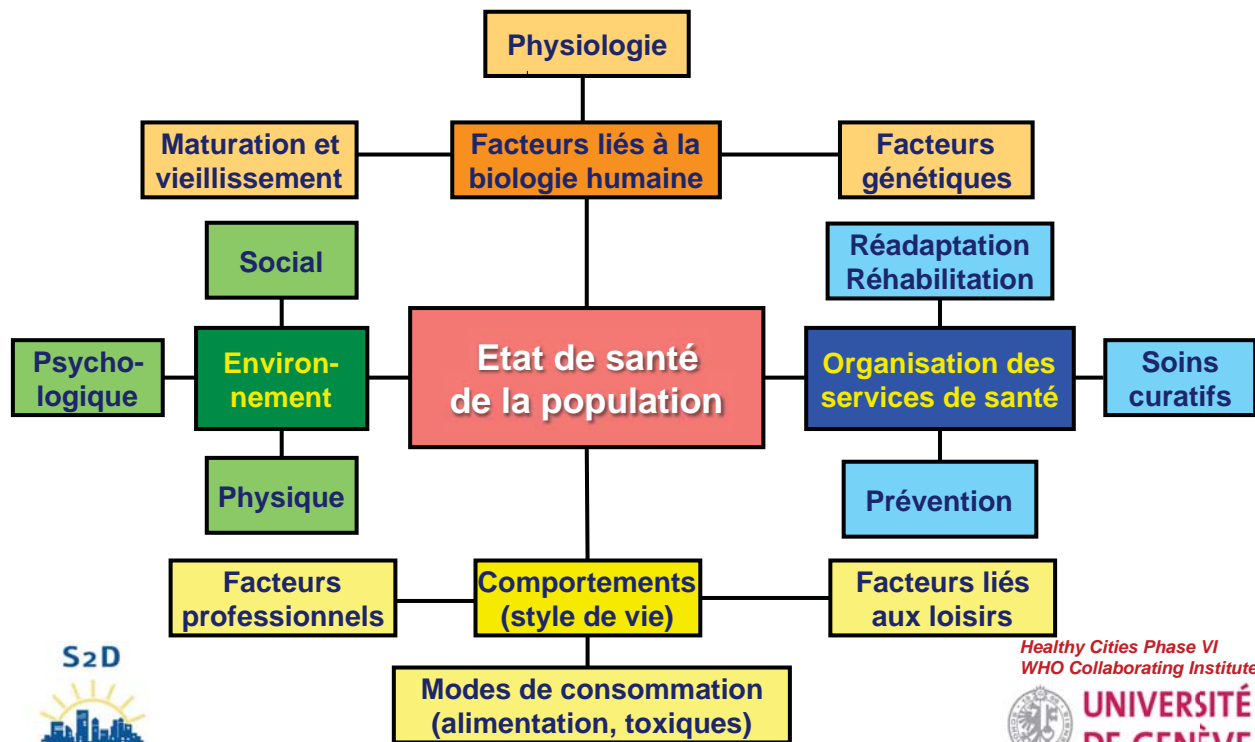 Physiologie
Maturation et
vieillissement
Facteurs liés à la
biologie humaine
Facteurs
génétiques
Social
Réadaptation
Réhabilitation
Psycho-
logique
Environ-
nement
Etat de santé
de la population
Organisation des
services de santé
Soins
curatifs
Physique
Prévention
Facteurs
professionnels
Comportements
(style de vie)
Facteurs liés
aux loisirs
Modes de consommation
(alimentation, toxiques)
S2D
Healthy Cities Phase VI
WHO Collaborating Institute
UNIVERSITÉ
DE GENÈVE